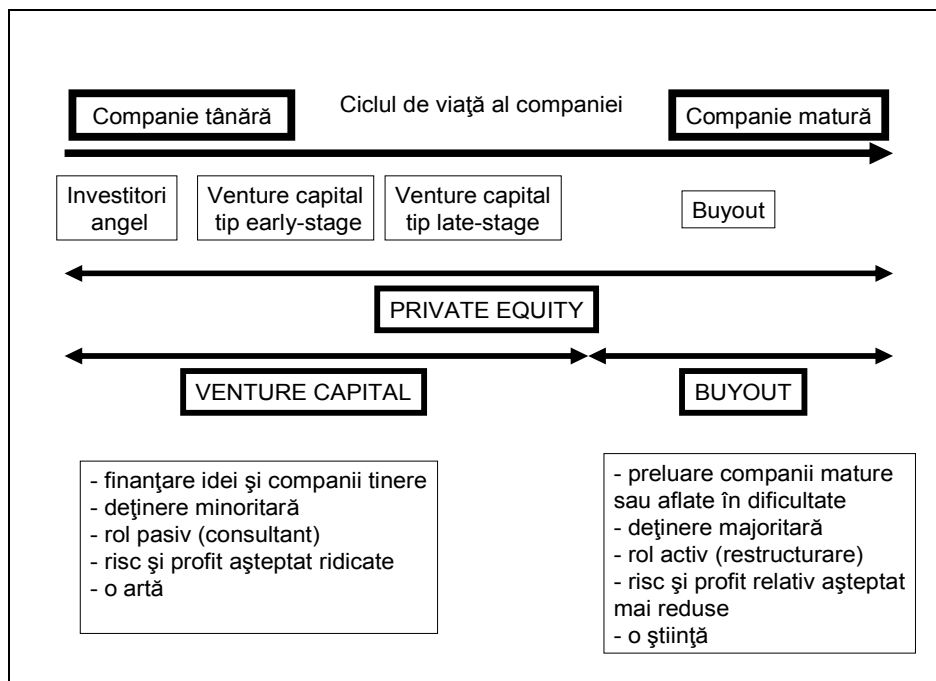 Companie tânără
Ciclul de viaţă al companiei
Companie matură
Investitori
angel
Venture capital
tip early-stage
Venture capital
tip late-stage
Buyout
PRIVATE EQUITY
VENTURE CAPITAL
BUYOUT
- finanţare idei şi companii tinere
- deţinere minoritară
- rol pasiv (consultant)
- risc şi profit aşteptat ridicate
- o artă
- preluare companii mature
sau aflate în dificultate
- deţinere majoritară
- rol activ (restructurare)
- risc şi profit relativ aşteptat
mai reduse
- o ştiinţă